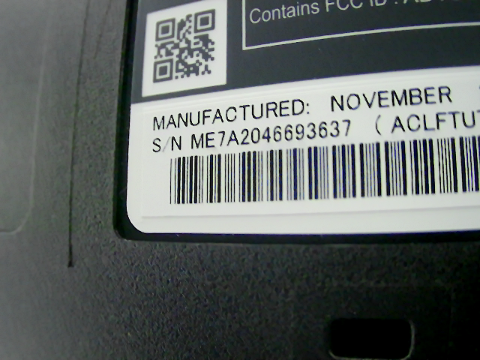 Contains FCC ID :
MANUFACTURED: NOVEMBER
S/N ME7A2046693637 ( ACLFTUT